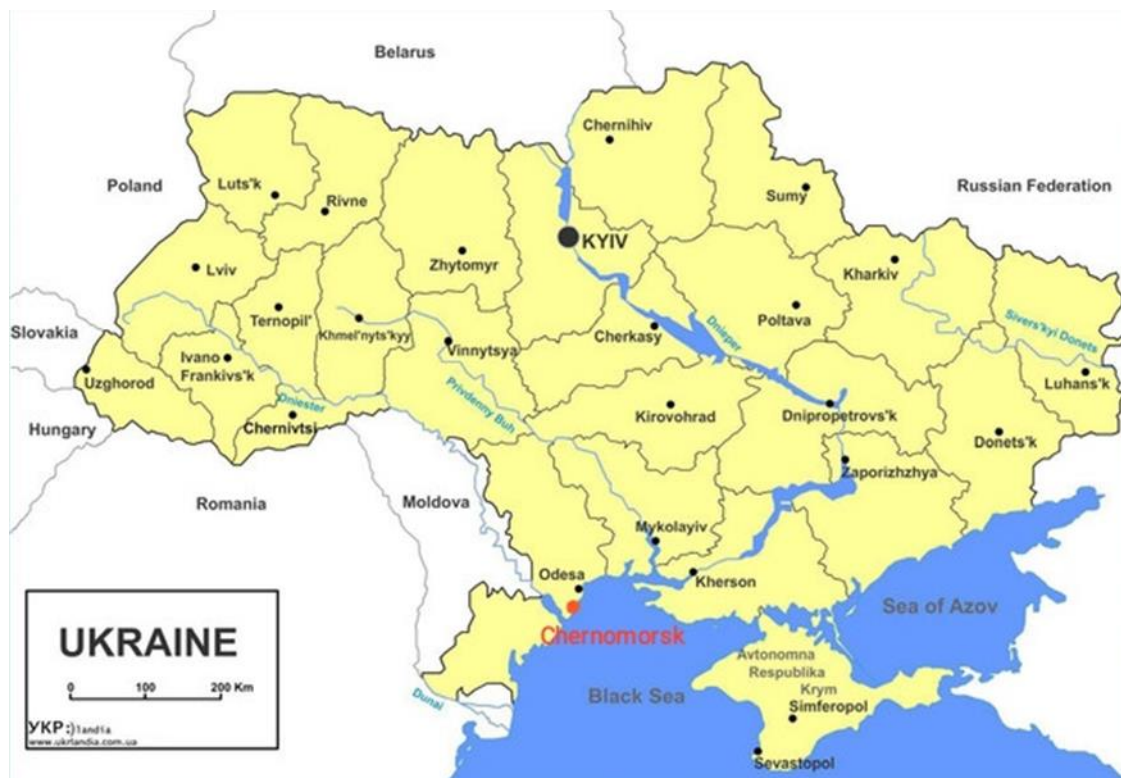 Belarus
Chernihiv
Poland
Luts'k
Rivne
Sumy
Russian Federation
KYIV
Lviv
Zhytomyr
Kharkiv
Ternopil'
Khmel'nyts'kyy
Vinnytsya
Cherkasy
Dnieper
Poltava
Sivers'kyi Donets
Slovakia
Ivano
Frankivs'k
Uzghorod
Luhans'k
Dniester
Privdenny Buh
Kirovohrad
Dnipropetrovs'k
Hungary
Chernivtsi
Donets'k
Zaporizhzhya
Romania
Moldova
Mykolayiv
Odesa
Kherson
Sea of Azov
Chernomorsk
UKRAINE
Avtonomna
Respublika
Krym
0 100 200 Km
Dunai
Black Sea
Simferopol
УКР:)landia
www.ukrlandia.com.ua
Sevastopol